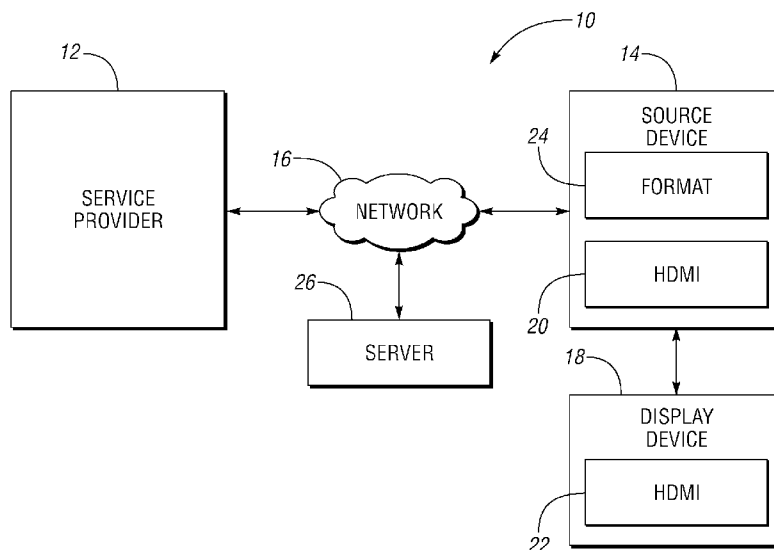 10
12
14
SERVICE
PROVIDER
16
NETWORK
SOURCE
DEVICE
24
FORMAT
HDMI
20
26
SERVER
18
DISPLAY
DEVICE
HDMI
22